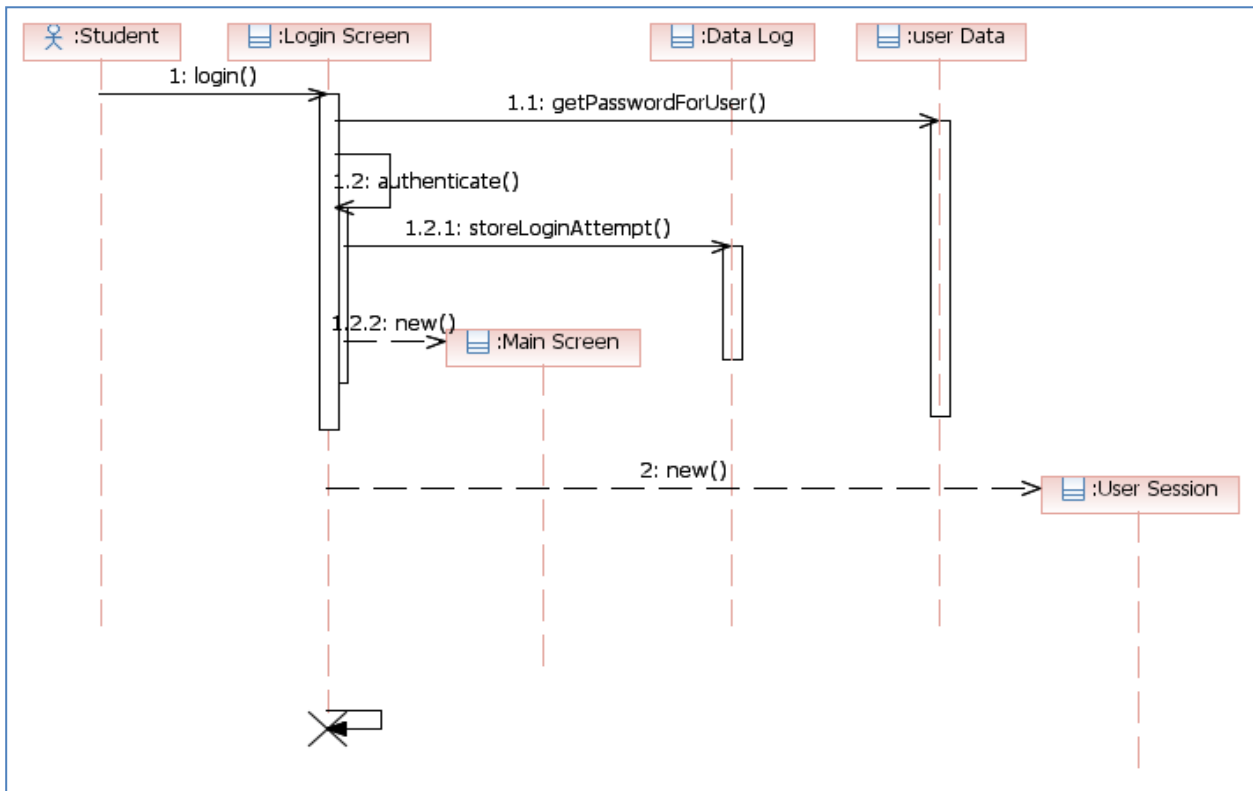 :Student
:Login Screen
:Data Log
:user Data
1: login()
1.1: getPasswordForUser()
1.2: authenticate()
1.2.1: storeLoginAttempt()
1.2.2: new()
:Main Screen
2: new()
:User Session